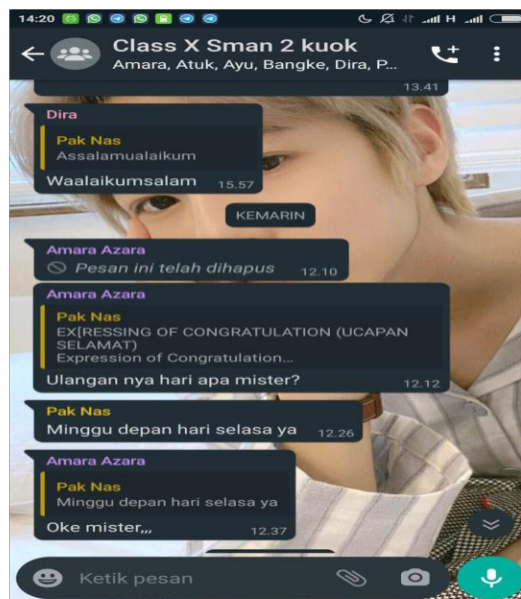 14:20
H
Class X Sman 2 kuok
Amara, Atuk, Ayu, Bangke, Dira, P...
13.41
Dira
Pak Nas
Assalamualaikum
Waalaikumsalam 15.57
KEMARIN
Amara Azara
Pesan ini telah dihapus 12.10
Amara Azara
Pak Nas
EX[RESSING OF CONGRATULATION (UCAPAN
SELAMAT)
Expression of Congratulation...
Ulangan nya hari apa mister? 12.12
Pak Nas
Minggu depan hari selasa ya 12.26
Amara Azara
Pak Nas
Minggu depan hari selasa ya
Oke mister,,, 12.37
Ketik pesan